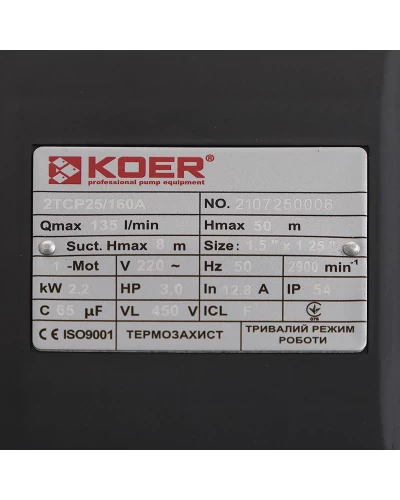 KOER®
professional pump equipment
2TCP25/160A NO. 2107250006
Qmax 135 l/min Hmax 50 m
Suct. Hmax 8 m Size: 1.5" x 1.25"
1 -Mot V 220 ~ Hz 50 2900 min⁻¹
kW 2.2 HP 3.0 In 12.8 A IP 54
C 65 µF VL 450 V ICL F
CE ISO9001 ТЕРМОЗАХИСТ ТРИВАЛИЙ РЕЖИМ
РОБОТИ